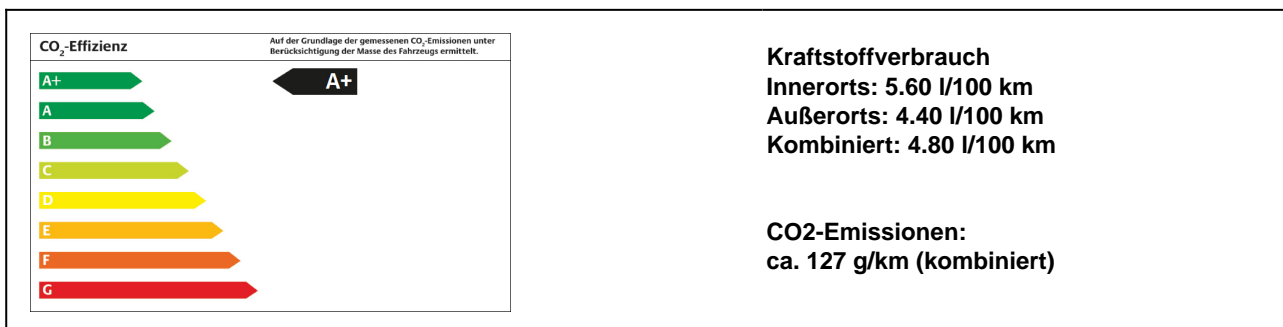 CO2-Effizienz
Auf der Grundlage der gemessenen CO2-Emissionen unter
Berücksichtigung der Masse des Fahrzeugs ermittelt.
A+
A+
A
B
C
D
E
F
G
Kraftstoffverbrauch
Innerorts: 5.60 l/100 km
Außerorts: 4.40 l/100 km
Kombiniert: 4.80 l/100 km
CO2-Emissionen:
ca. 127 g/km (kombiniert)